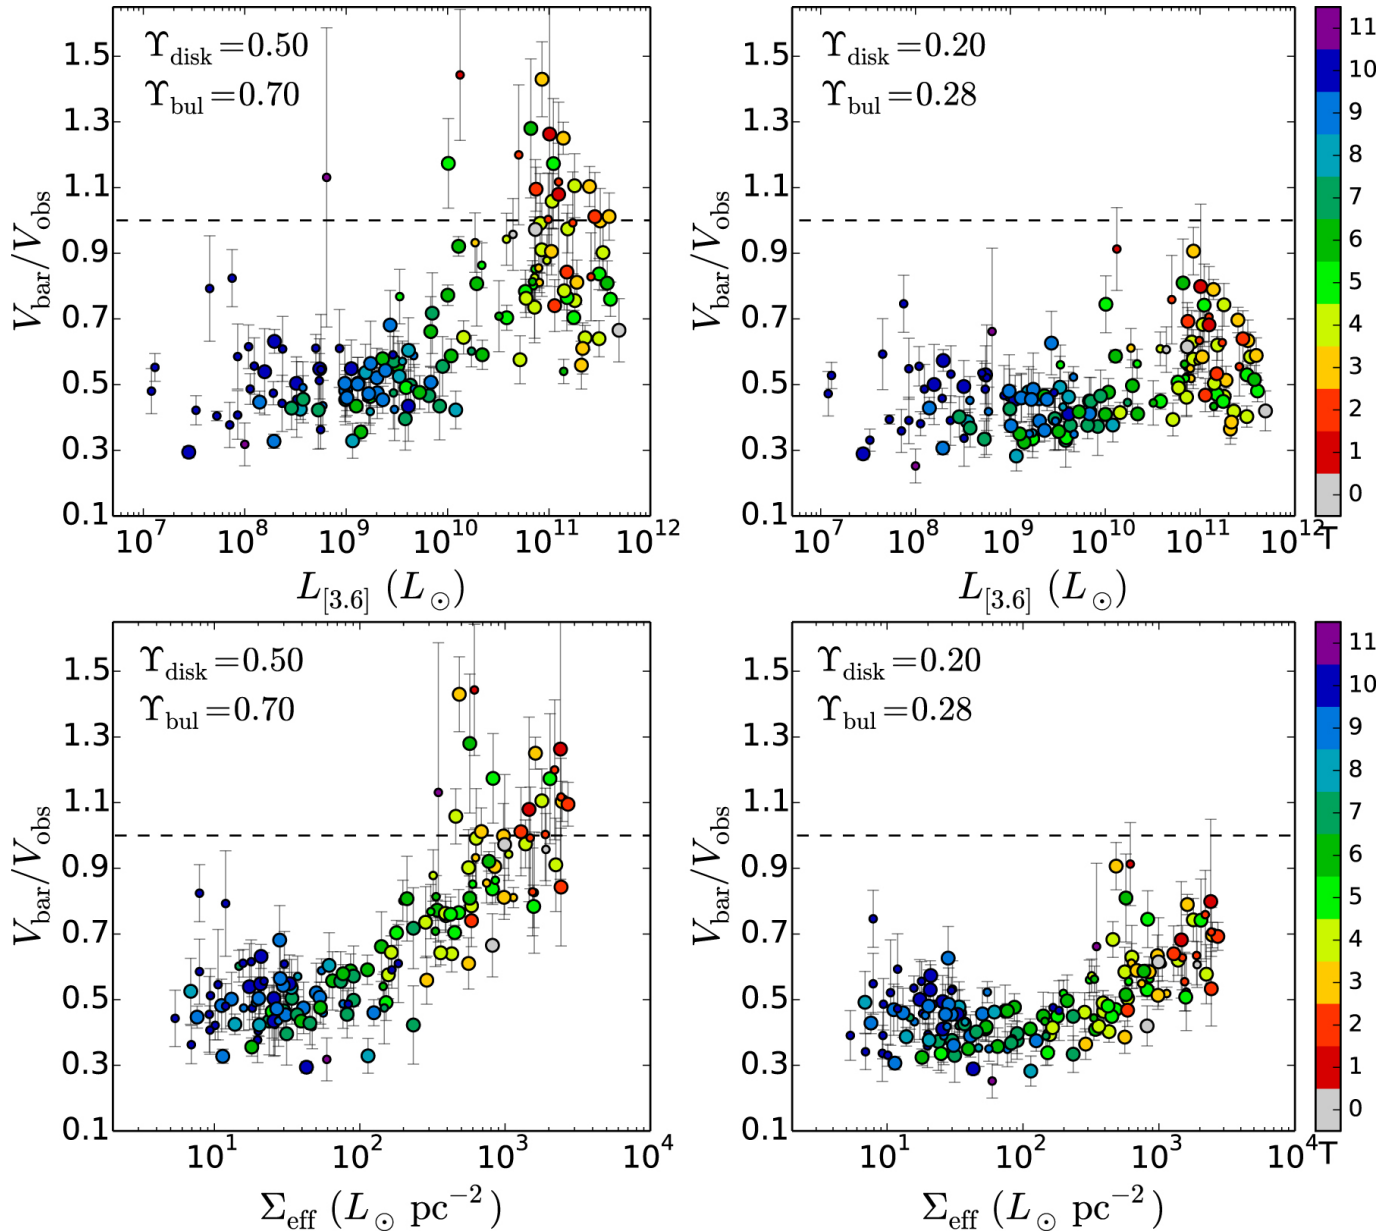 ϒdisk=0.50
ϒbul=0.70
1.5
1.3
1.1
0.9
0.7
0.5
0.3
0.1
Vbar/Vobs
10^7 10^8 10^9 10^10 10^11 10^12
L[3.6] (L⊙)
ϒdisk=0.20
ϒbul=0.28
1.5
1.3
1.1
0.9
0.7
0.5
0.3
0.1
Vbar/Vobs
10^7 10^8 10^9 10^10 10^11 10^12
L[3.6] (L⊙)
11
10
9
8
7
6
5
4
3
2
1
0
T
ϒdisk=0.50
ϒbul=0.70
1.5
1.3
1.1
0.9
0.7
0.5
0.3
0.1
Vbar/Vobs
10^1 10^2 10^3 10^4
Σeff (L⊙ pc^−2)
ϒdisk=0.20
ϒbul=0.28
1.5
1.3
1.1
0.9
0.7
0.5
0.3
0.1
Vbar/Vobs
10^1 10^2 10^3 10^4
Σeff (L⊙ pc^−2)
11
10
9
8
7
6
5
4
3
2
1
0
T